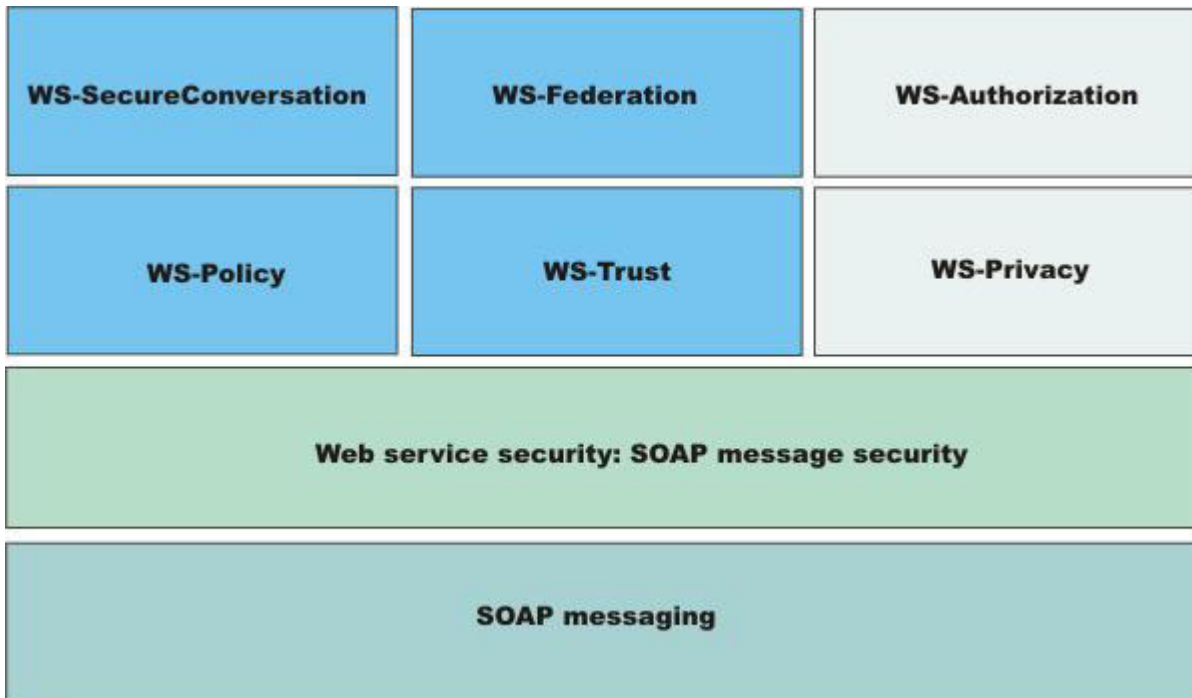 WS-SecureConversation
WS-Federation
WS-Authorization
WS-Policy
WS-Trust
WS-Privacy
Web service security: SOAP message security
SOAP messaging